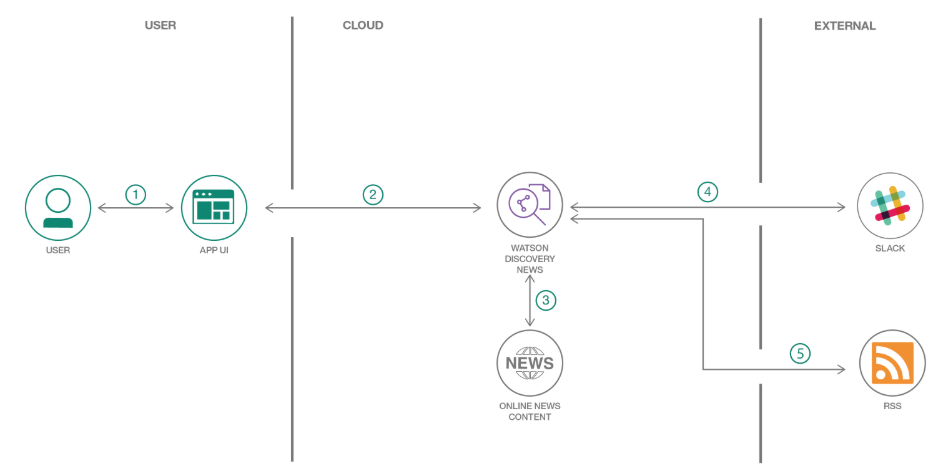 USER
CLOUD
EXTERNAL
1
2
4
USER
APP UI
WATSON
DISCOVERY
NEWS
SLACK
3
NEWS
5
ONLINE NEWS
CONTENT
RSS